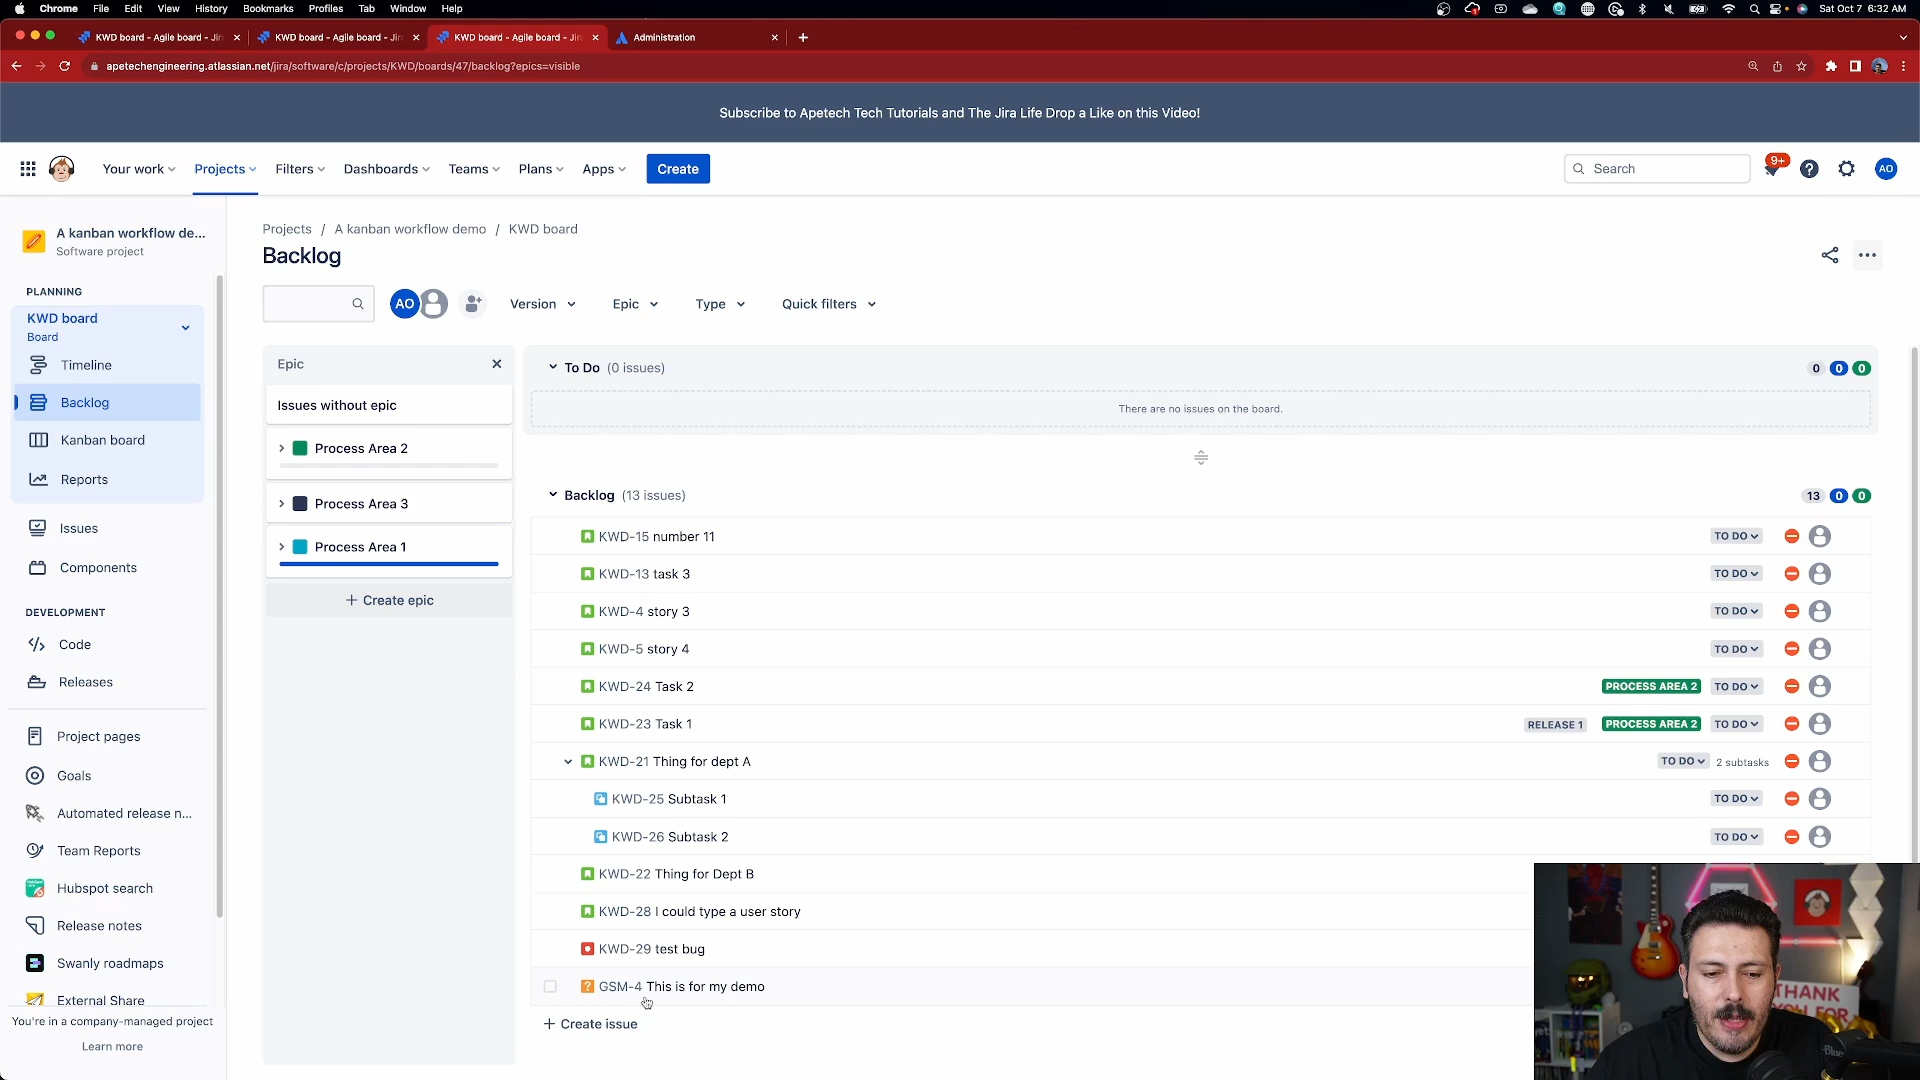 Chrome File Edit View History Bookmarks Profiles Tab Window Help
Sat Oct 7 6:32 AM
KWD board - Agile board - Jir
KWD board - Agile board - Jir
KWD board - Agile board - Jir
Administration
apetechengineering.atlassian.net/jira/software/c/projects/KWD/boards/47/backlog?epics=visible
Subscribe to Apetech Tech Tutorials and The Jira Life Drop a Like on this Video!
Your work Projects Filters Dashboards Teams Plans Apps Create
Search
9+
AO
A kanban workflow de...
Software project
PLANNING
KWD board
Board
Timeline
Backlog
Kanban board
Reports
Issues
Components
DEVELOPMENT
Code
Releases
Project pages
Goals
Automated release n...
Team Reports
Hubspot search
Release notes
Swanly roadmaps
External Share
You're in a company-managed project
Learn more
Projects / A kanban workflow demo / KWD board
Backlog
AO
Version Epic Type Quick filters
Epic
Issues without epic
Process Area 2
Process Area 3
Process Area 1
+ Create epic
To Do (0 issues) 0 0 0
There are no issues on the board.
Backlog (13 issues) 13 0 0
KWD-15 number 11 TO DO
KWD-13 task 3 TO DO
KWD-4 story 3 TO DO
KWD-5 story 4 TO DO
KWD-24 Task 2 PROCESS AREA 2 TO DO
KWD-23 Task 1 RELEASE 1 PROCESS AREA 2 TO DO
KWD-21 Thing for dept A TO DO 2 subtasks
KWD-25 Subtask 1 TO DO
KWD-26 Subtask 2 TO DO
KWD-22 Thing for Dept B
KWD-28 I could type a user story
KWD-29 test bug
GSM-4 This is for my demo
+ Create issue
THANK
YOU FOR
Blue